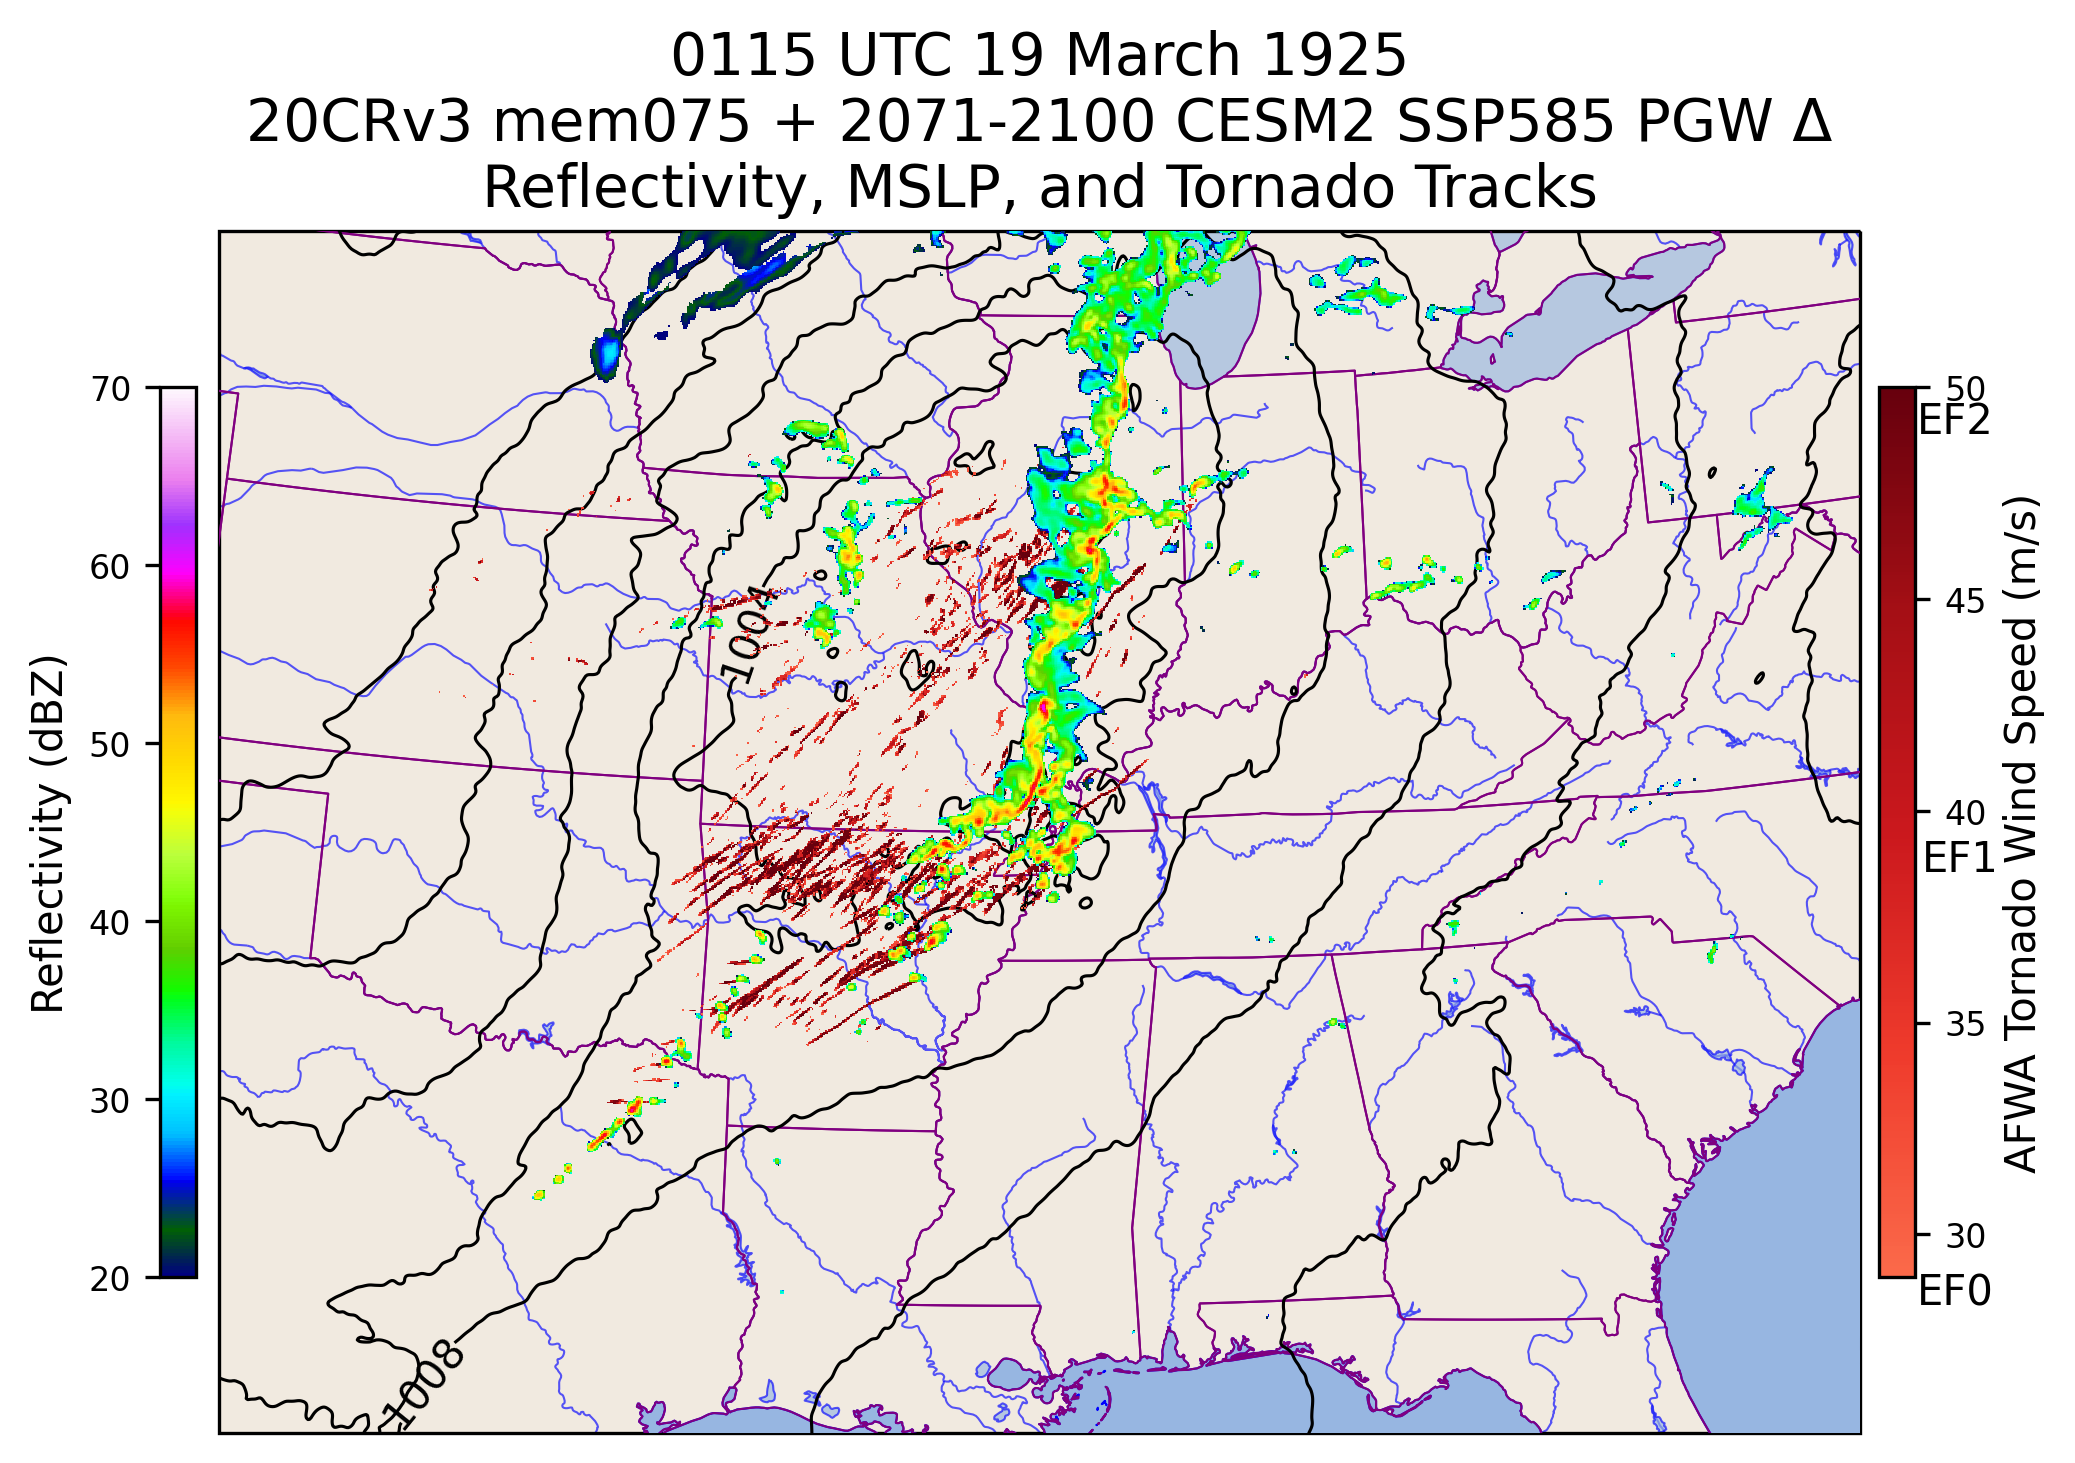 0115 UTC 19 March 1925
20CRv3 mem075 + 2071-2100 CESM2 SSP585 PGW Δ
Reflectivity, MSLP, and Tornado Tracks
70
60
50
40
30
20
Reflectivity (dBZ)
1004
1008
50
EF2
45
40
EF1
35
30
EF0
AFWA Tornado Wind Speed (m/s)